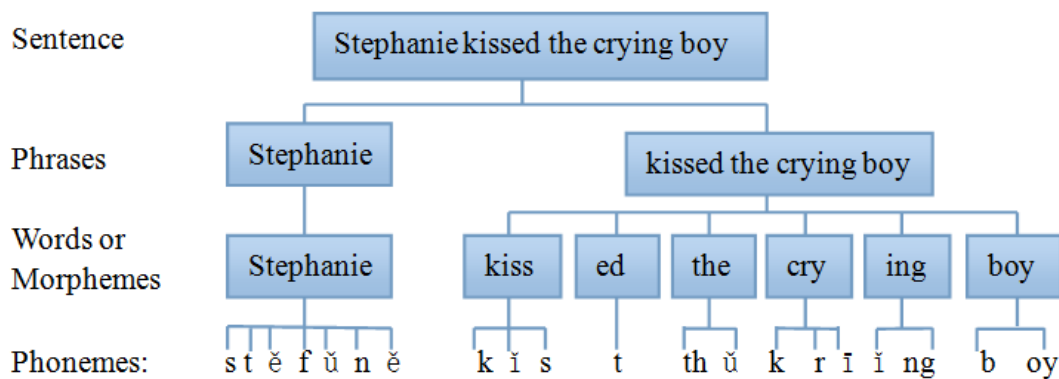 Sentence
Stephanie kissed the crying boy
Phrases
Stephanie
kissed the crying boy
Words or
Morphemes
Stephanie kiss ed the cry ing boy
Phonemes: s t ĕ f ŭ n ĕ k ĭ s t th ŭ k r ī ĭ ng b oy